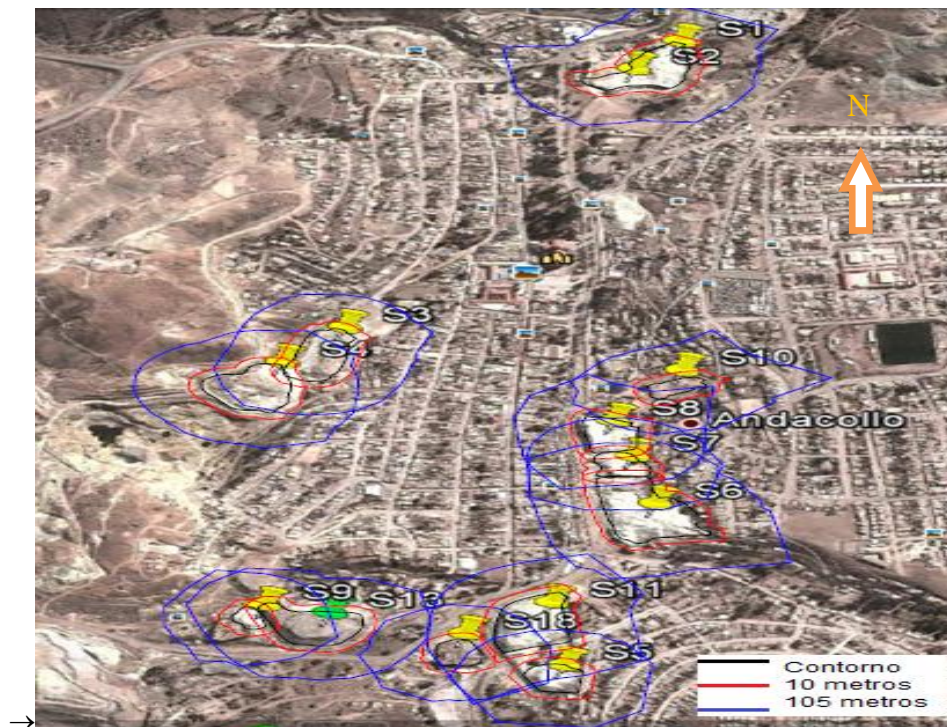 S1
S2
N
S3
S4
S10
S8
Andacollo
S7
S6
S9
S13
S11
S18
S5
Contorno
10 metros
105 metros
→